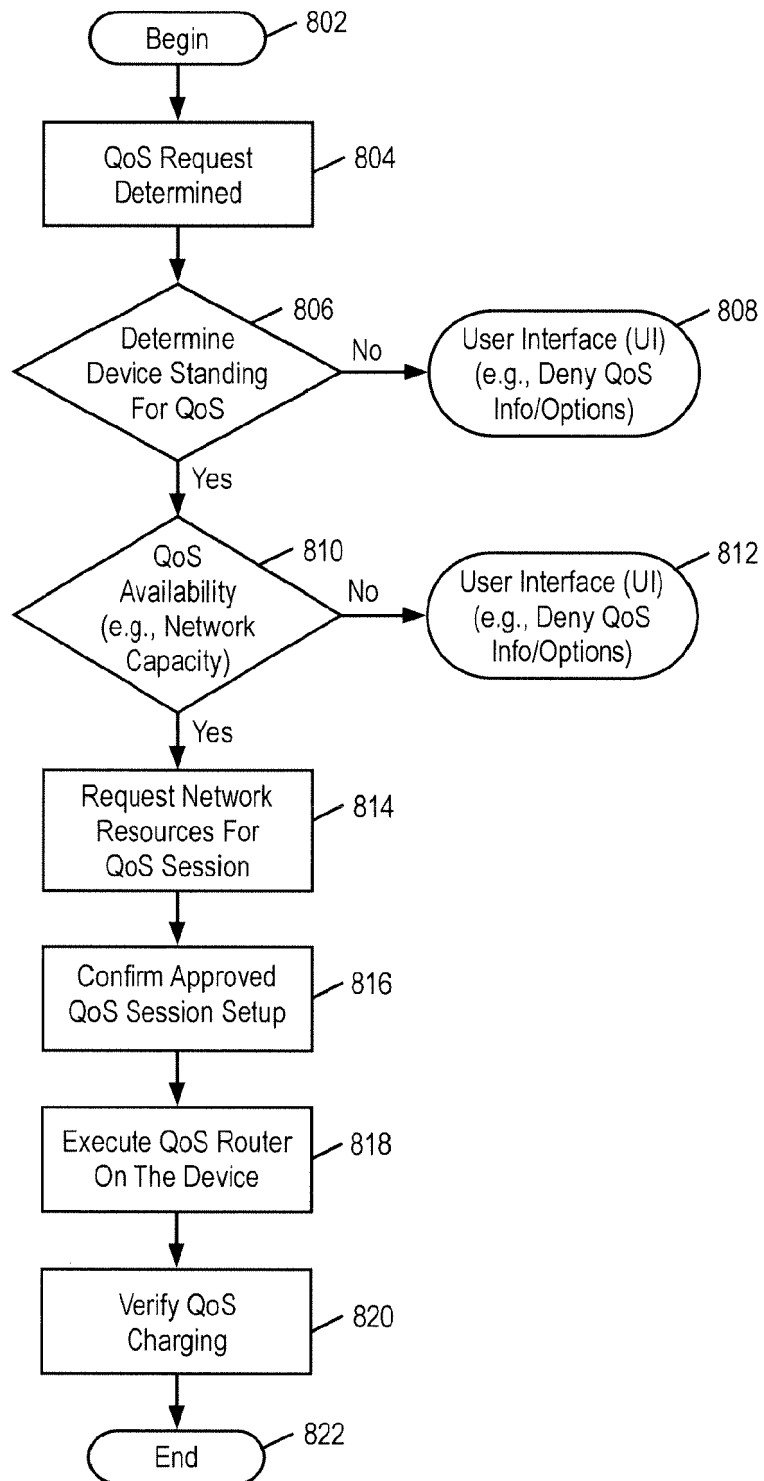 Begin
802
QoS Request
Determined
804
Determine
Device Standing
For QoS
806
No
User Interface (UI)
(e.g., Deny QoS
Info/Options)
808
Yes
QoS
Availability
(e.g., Network
Capacity)
810
No
User Interface (UI)
(e.g., Deny QoS
Info/Options)
812
Yes
Request Network
Resources For
QoS Session
814
Confirm Approved
QoS Session Setup
816
Execute QoS Router
On The Device
818
Verify QoS
Charging
820
End
822